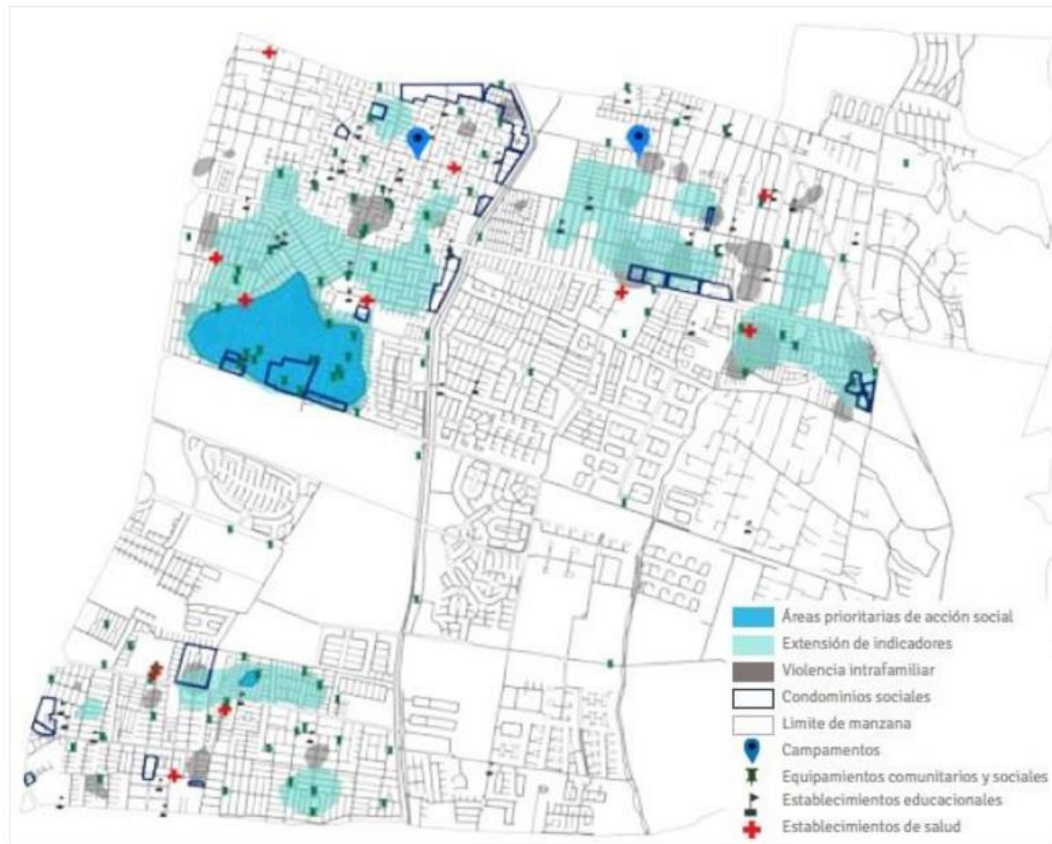 Áreas prioritarias de acción social
Extensión de indicadores
Violencia intrafamiliar
Condominios sociales
Limite de manzana
Campamentos
Equipamientos comunitarios y sociales
Establecimientos educacionales
Establecimientos de salud